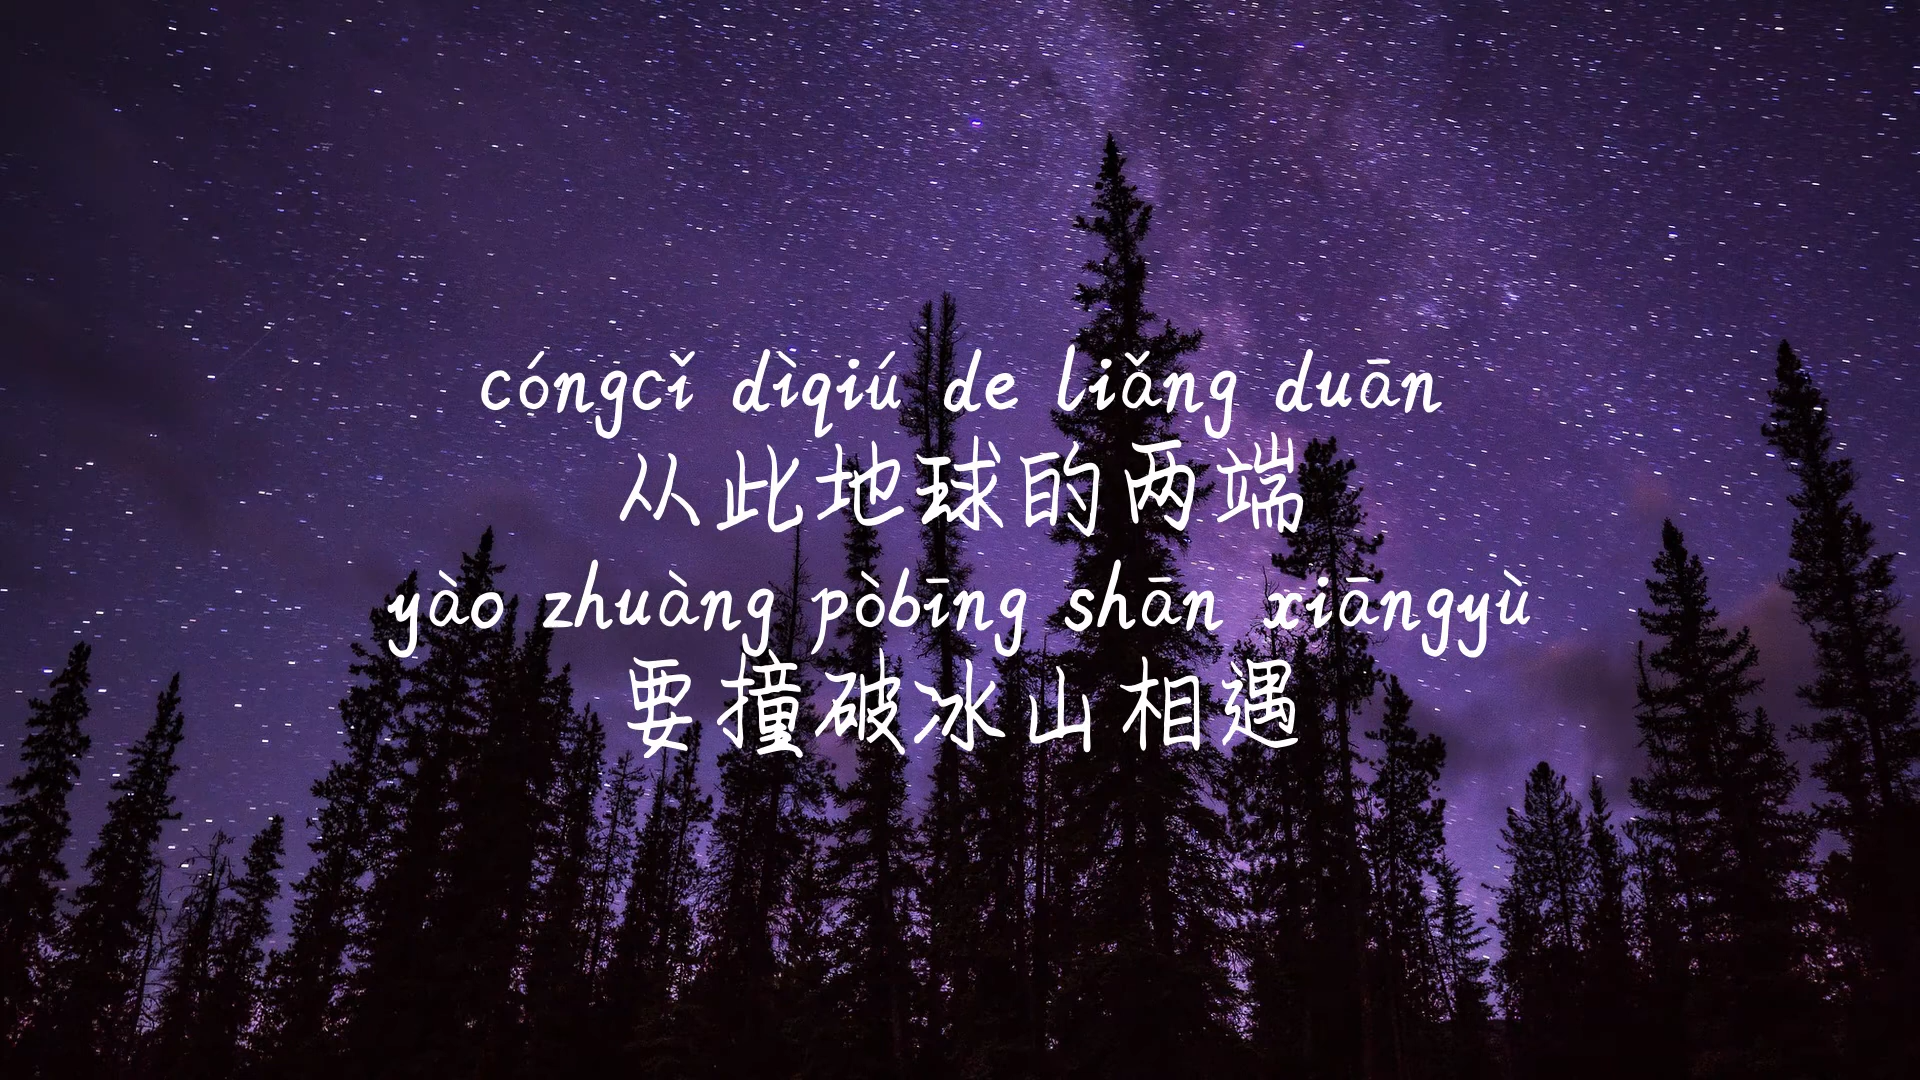 cóngcǐ dìqiú de liǎng duān
从此地球的两端
yào zhuàng pòbīng shān xiāngyù
要撞破冰山相遇